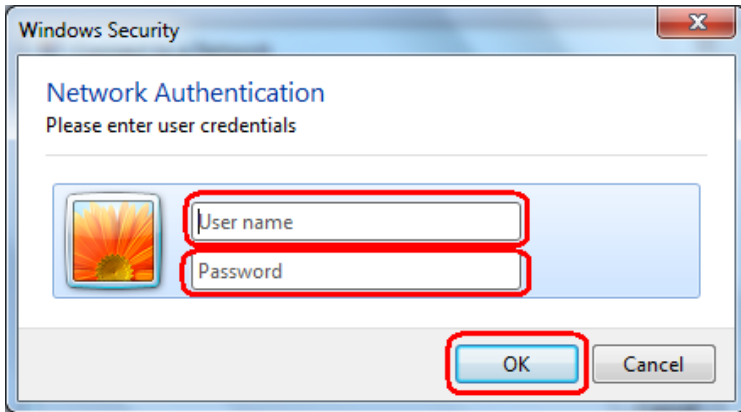 Windows Security
Network Authentication
Please enter user credentials
User name
Password
OK
Cancel